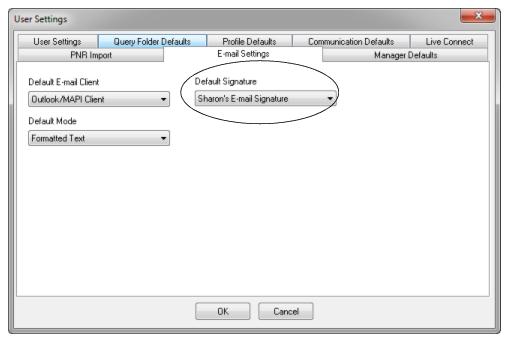 User Settings
User Settings Query Folder Defaults Profile Defaults Communication Defaults Live Connect
PNR Import E-mail Settings Manager Defaults
Default E-mail Client Default Signature
Outlook/MAPI Client Sharon's E-mail Signature
Default Mode
Formatted Text
OK Cancel